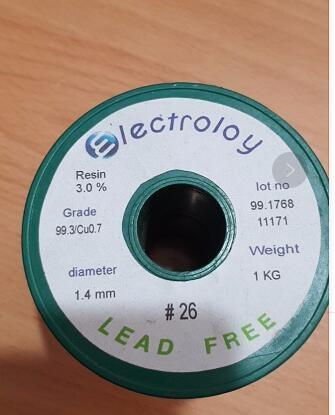 Electroloy
Resin
3.0 %
Grade
99.3/Cu0.7
diameter
1.4 mm
lot no
99.1768
11171
Weight
1 KG
# 26
LEAD FREE